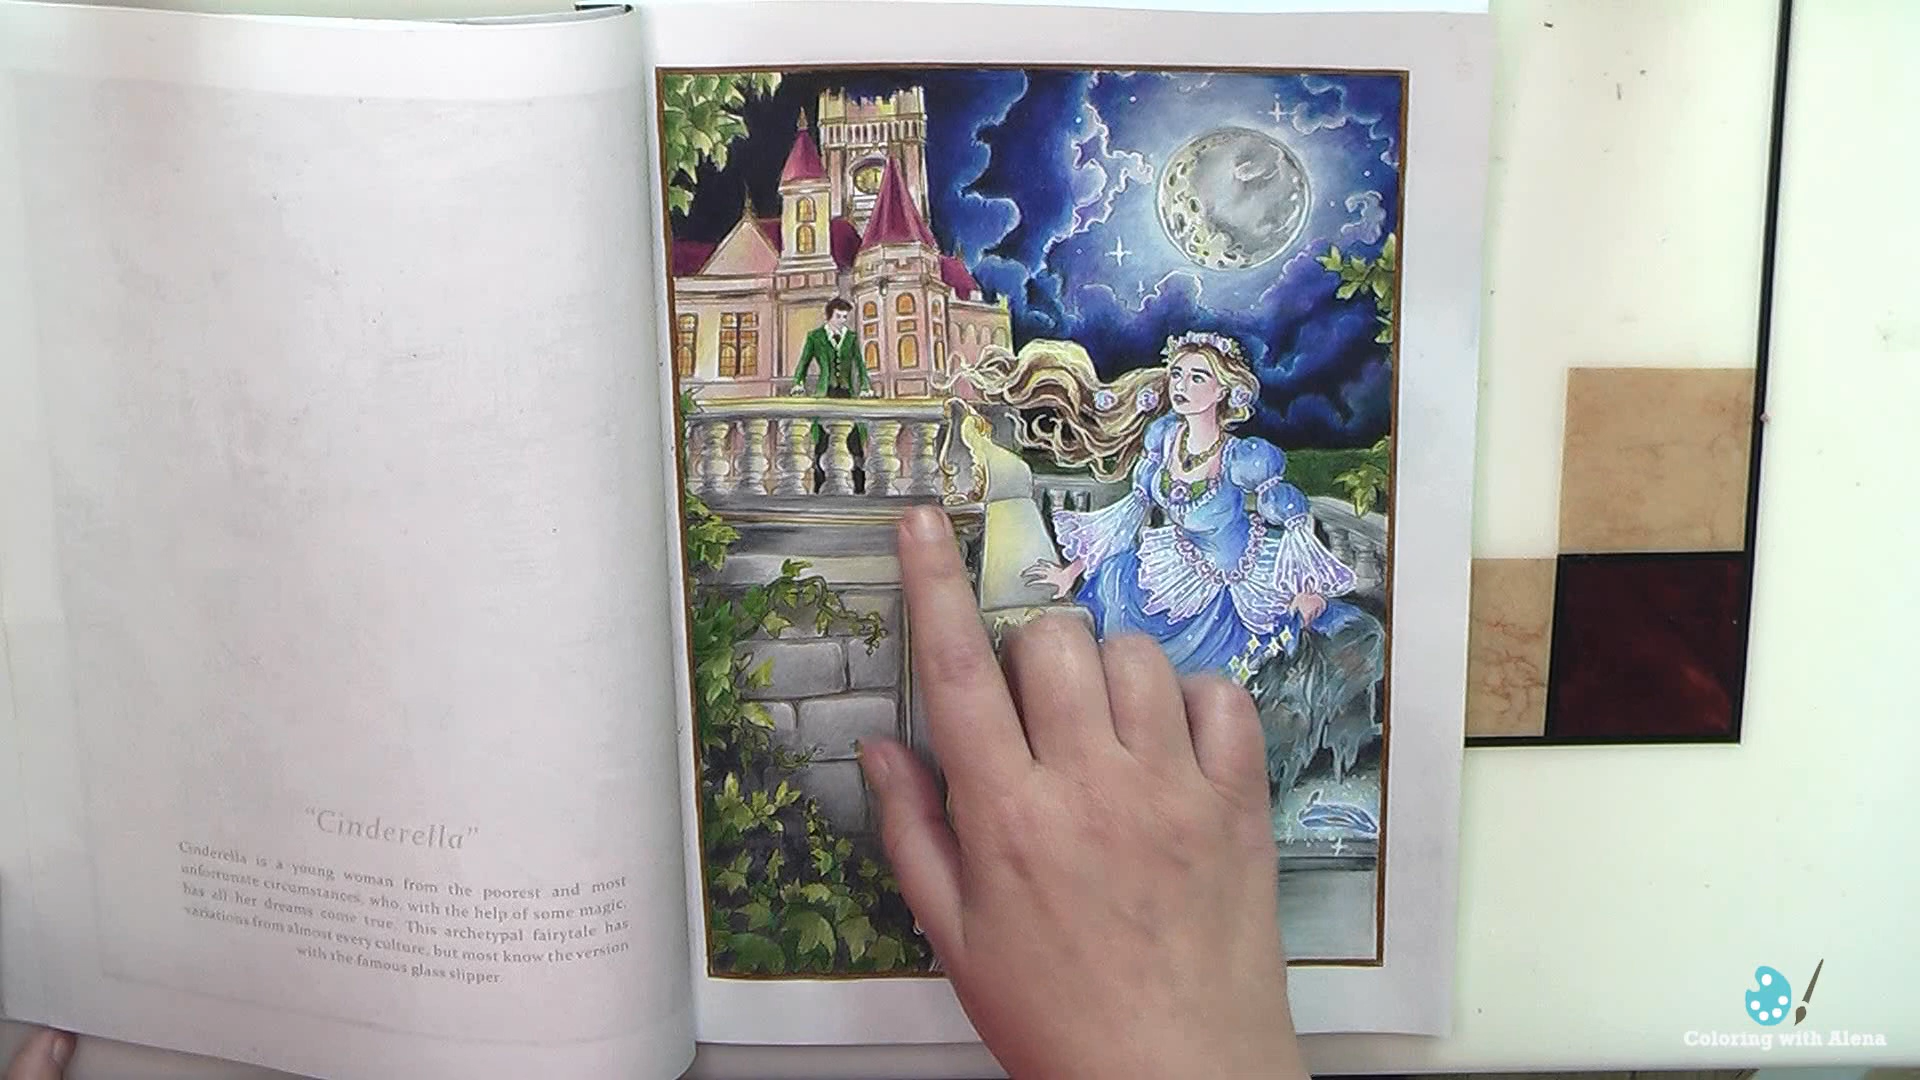 "Cinderella"
Cinderella is a young woman from the poorest and most
unfortunate circumstances, who, with the help of some magic,
has all her dreams come true. This archetypal fairytale has
variations from almost every culture, but most know the version
with the famous glass slipper.
Coloring with Alena